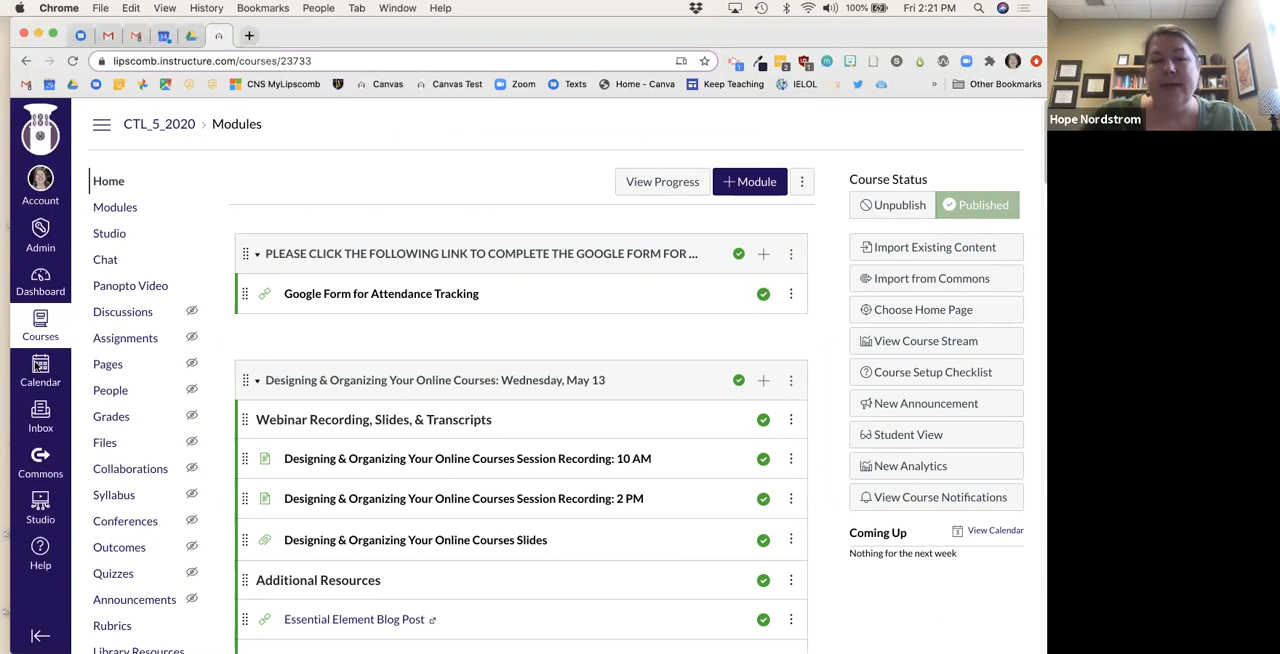 Chrome File Edit View History Bookmarks People Tab Window Help 100% Fri 2:21 PM
lipscomb.instructure.com/courses/23733
CNS MyLipscomb Canvas Canvas Test Zoom Texts Home - Canva Keep Teaching IELOL » Other Bookmarks
Hope Nordstrom
CTL_5_2020 › Modules
Account
Admin
Dashboard
Courses
Calendar
Inbox
Commons
Studio
Help
Home
Modules
Studio
Chat
Panopto Video
Discussions
Assignments
Pages
People
Grades
Files
Collaborations
Syllabus
Conferences
Outcomes
Quizzes
Announcements
Rubrics
Library Resources
View Progress + Module
PLEASE CLICK THE FOLLOWING LINK TO COMPLETE THE GOOGLE FORM FOR ...
Google Form for Attendance Tracking
Designing & Organizing Your Online Courses: Wednesday, May 13
Webinar Recording, Slides, & Transcripts
Designing & Organizing Your Online Courses Session Recording: 10 AM
Designing & Organizing Your Online Courses Session Recording: 2 PM
Designing & Organizing Your Online Courses Slides
Additional Resources
Essential Element Blog Post
Course Status
Unpublish Published
Import Existing Content
Import from Commons
Choose Home Page
View Course Stream
Course Setup Checklist
New Announcement
Student View
New Analytics
View Course Notifications
Coming Up View Calendar
Nothing for the next week